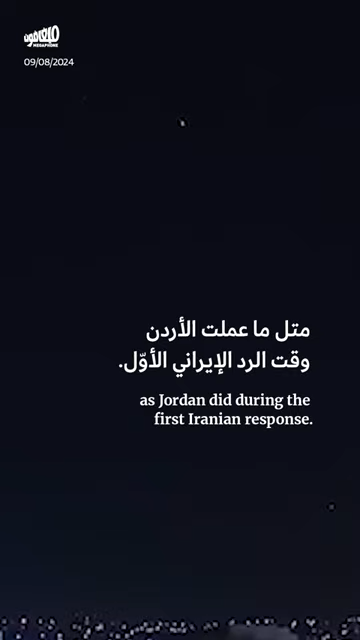 ميغافون
MEGAPHONE
09/08/2024
متل ما عملت الأردن
وقت الرد الإيراني الأوّل.
as Jordan did during the
first Iranian response.